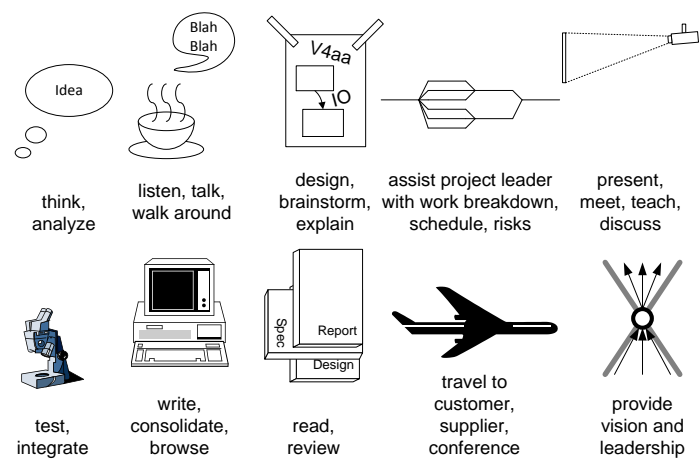 Blah
Blah
Idea
V4aa
IO
think,
analyze
listen, talk,
walk around
design,
brainstorm,
explain
assist project leader
with work breakdown,
schedule, risks
present,
meet, teach,
discuss
Spec
Report
Design
test,
integrate
write,
consolidate,
browse
read,
review
travel to
customer,
supplier,
conference
provide
vision and
leadership